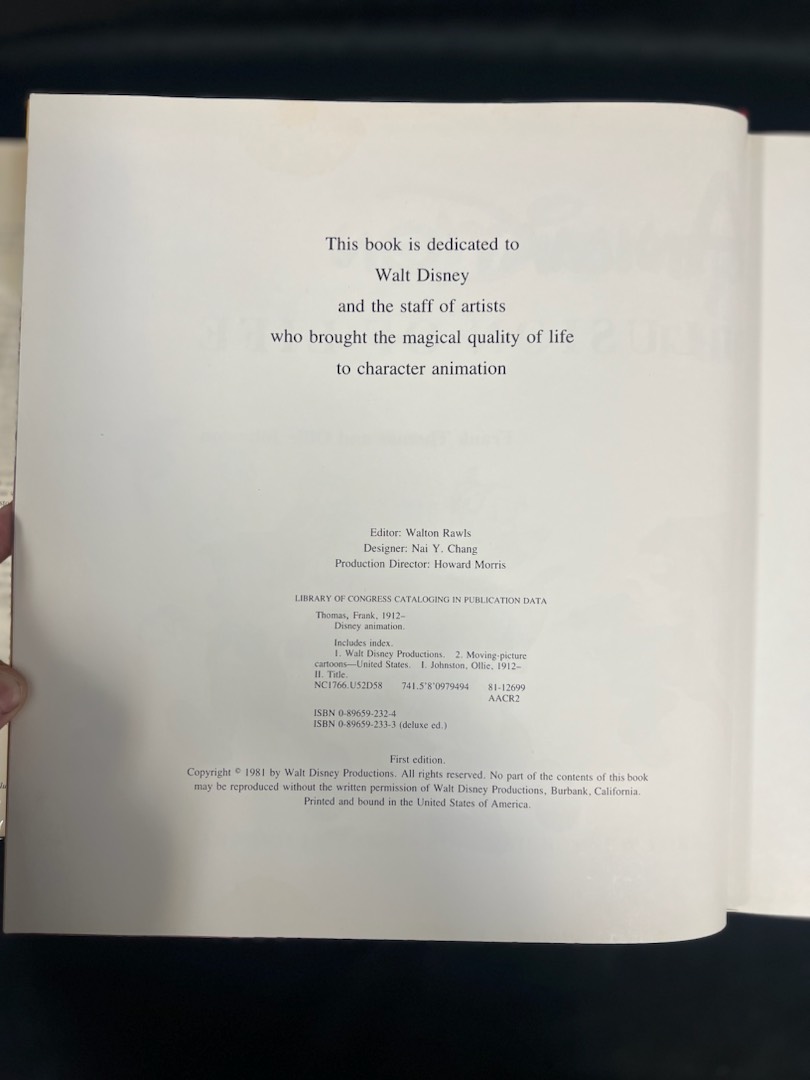 This book is dedicated to
Walt Disney
and the staff of artists
who brought the magical quality of life
to character animation
Editor: Walton Rawls
Designer: Nai Y. Chang
Production Director: Howard Morris
LIBRARY OF CONGRESS CATALOGING IN PUBLICATION DATA
Thomas, Frank, 1912–
Disney animation.
Includes index.
1. Walt Disney Productions. 2. Moving-picture
cartoons—United States. I. Johnston, Ollie, 1912–
II. Title.
NC1766.U52D58 741.5'8'0979494 81-12699
AACR2
ISBN 0-89659-232-4
ISBN 0-89659-233-3 (deluxe ed.)
First edition.
Copyright © 1981 by Walt Disney Productions. All rights reserved. No part of the contents of this book
may be reproduced without the written permission of Walt Disney Productions, Burbank, California.
Printed and bound in the United States of America.